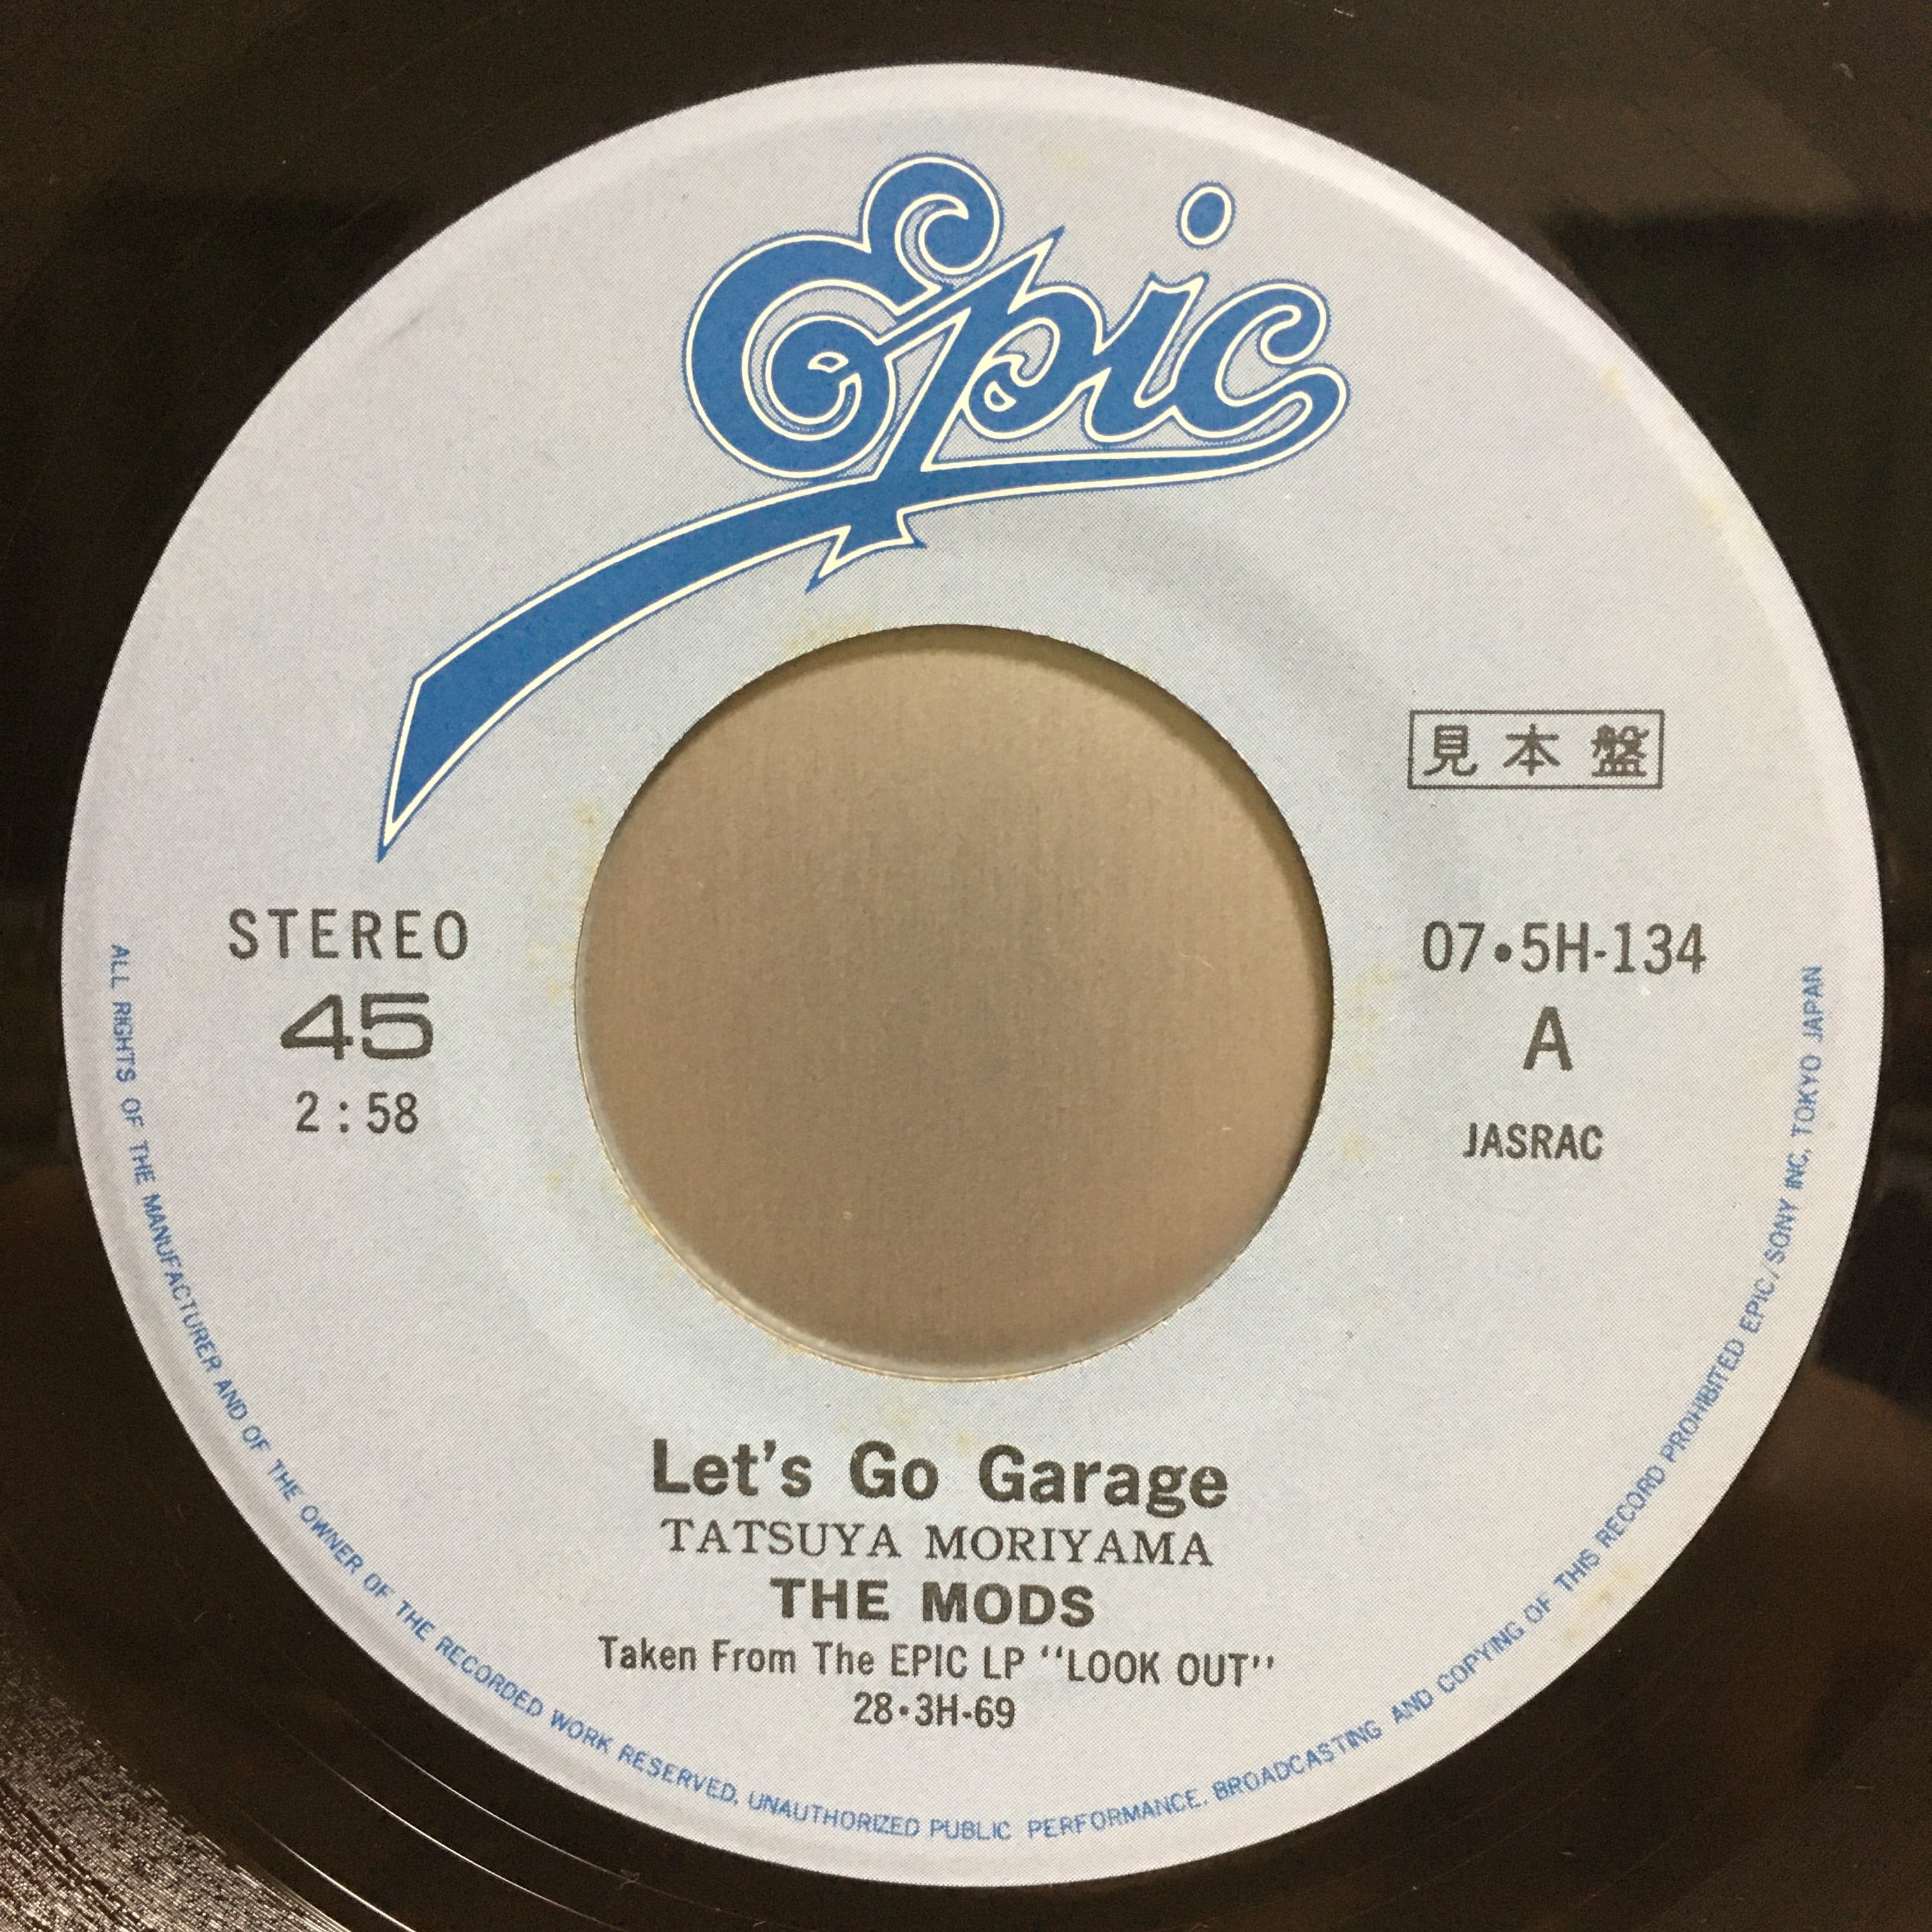 Epic
見本盤
STEREO
45
2:58
07•5H-134
A
JASRAC
Let's Go Garage
TATSUYA MORIYAMA
THE MODS
Taken From The EPIC LP ''LOOK OUT''
28•3H-69
ALL RIGHTS OF THE MANUFACTURER AND OF THE OWNER OF THE RECORDED WORK RESERVED, UNAUTHORIZED PUBLIC PERFORMANCE, BROADCASTING AND COPYING OF THIS RECORD PROHIBITED EPIC/SONY INC, TOKYO JAPAN